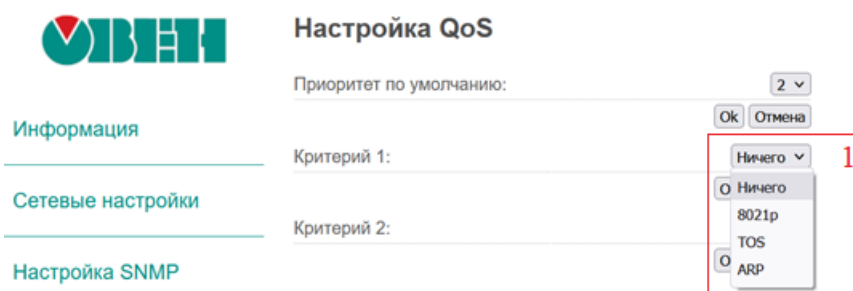 ОВЕН
Настройка QoS
Приоритет по умолчанию: 2
Ok Отмена
Информация
Критерий 1: Ничего 1
О Ничего
8021p
Сетевые настройки
Критерий 2:
TOS
О ARP
Настройка SNMP